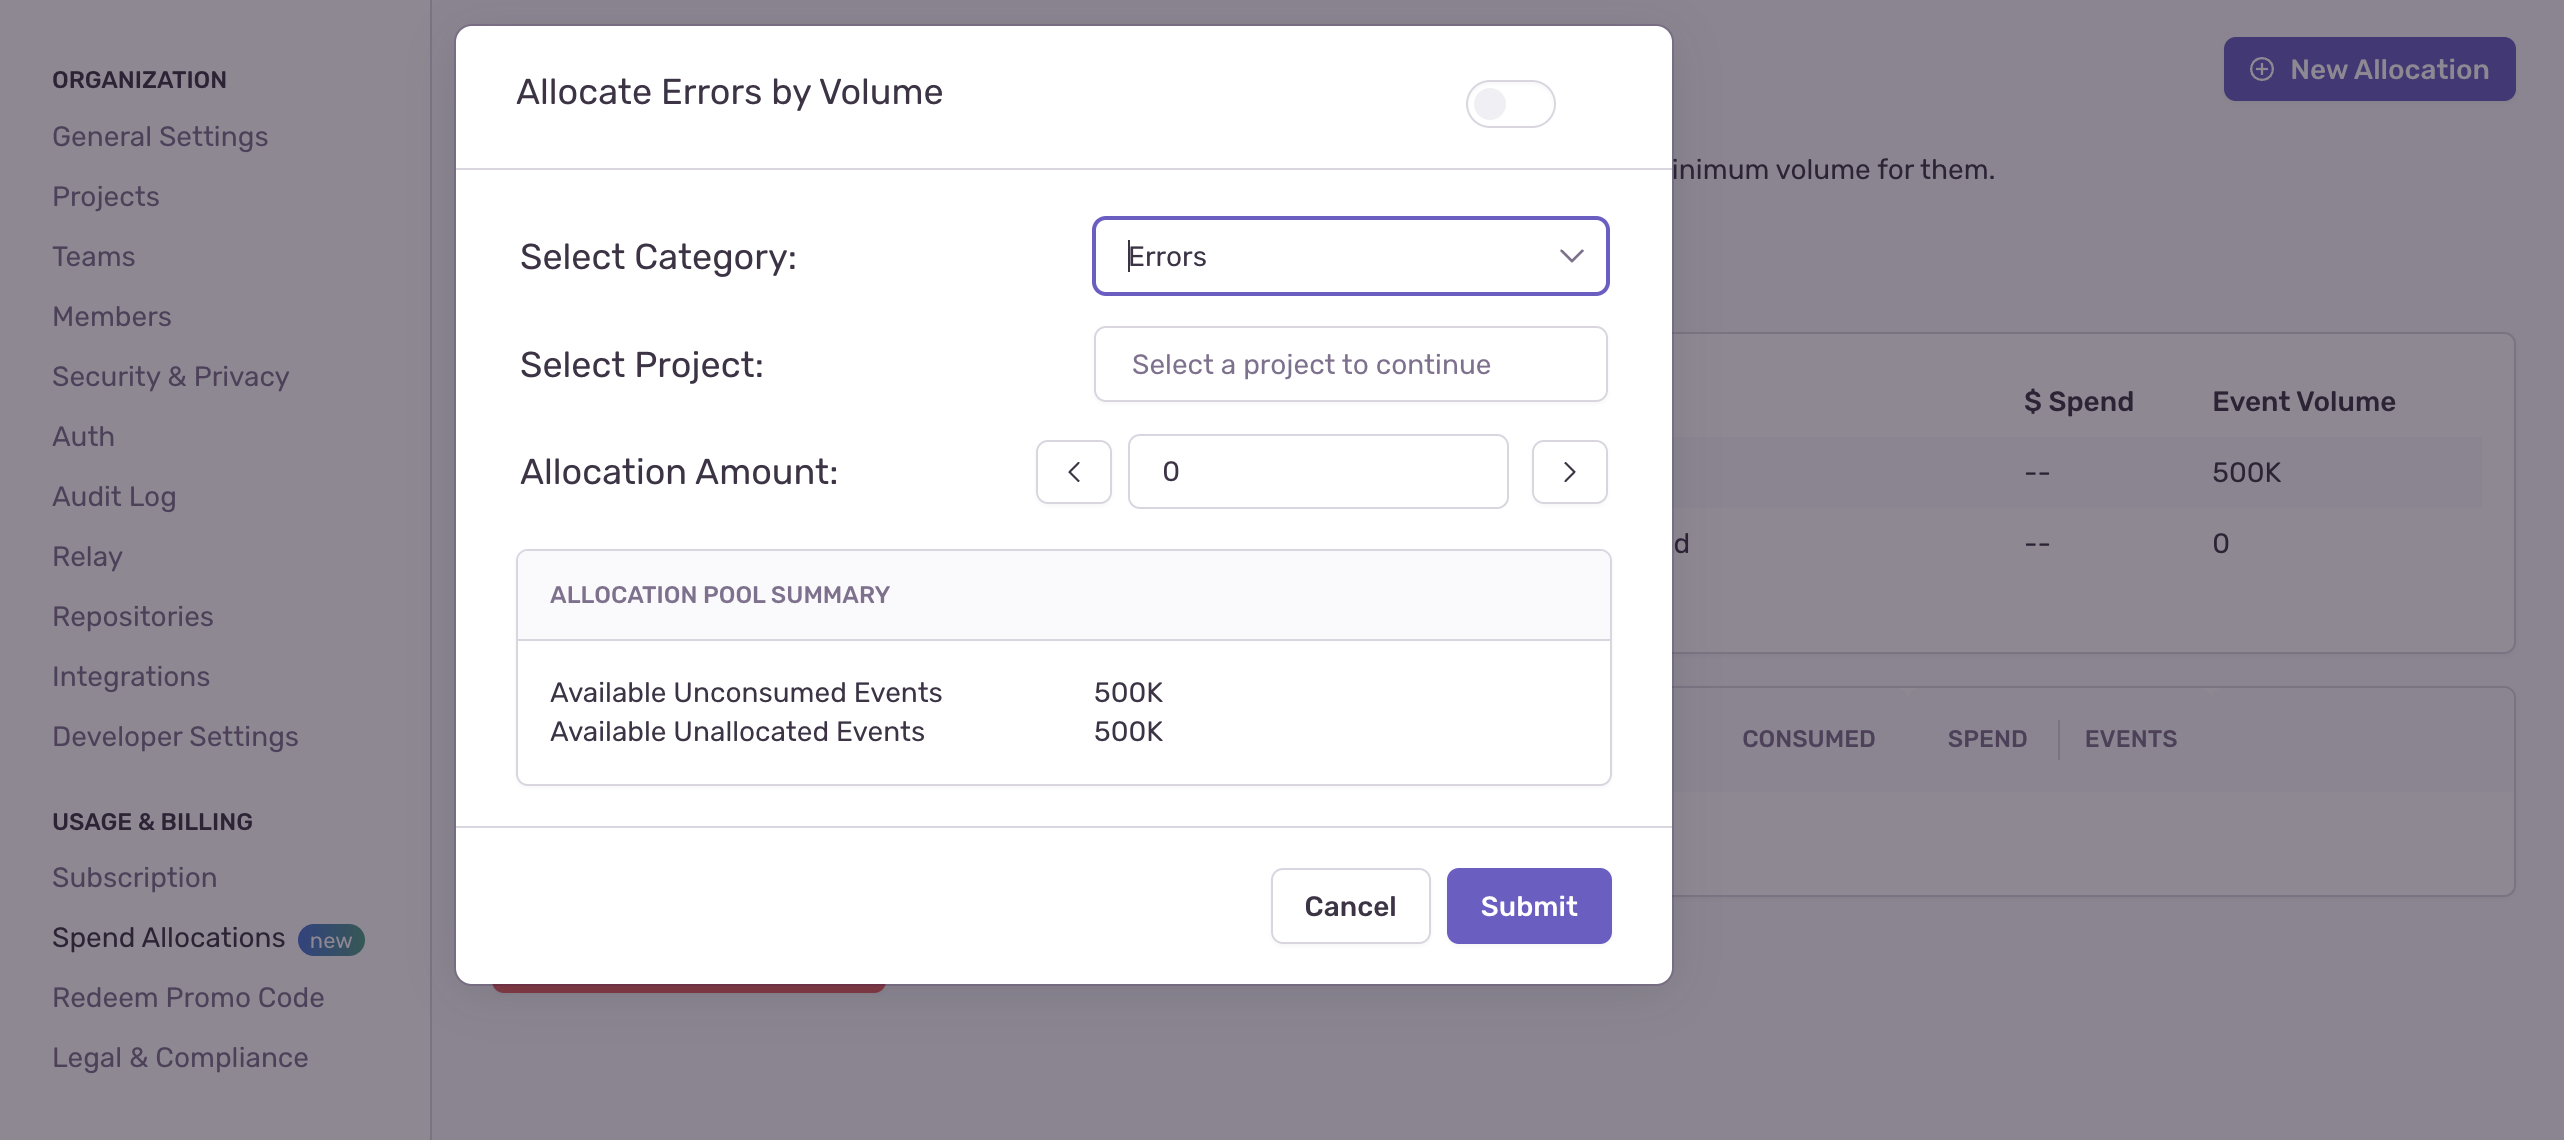 ORGANIZATION
General Settings
Projects
Teams
Members
Security & Privacy
Auth
Audit Log
Relay
Repositories
Integrations
Developer Settings
USAGE & BILLING
Subscription
Spend Allocations new
Redeem Promo Code
Legal & Compliance
New Allocation
inimum volume for them.
$ Spend Event Volume
-- 500K
d -- 0
CONSUMED SPEND EVENTS
Allocate Errors by Volume
Select Category: Errors
Select Project: Select a project to continue
Allocation Amount: 0
ALLOCATION POOL SUMMARY
Available Unconsumed Events 500K
Available Unallocated Events 500K
Cancel Submit